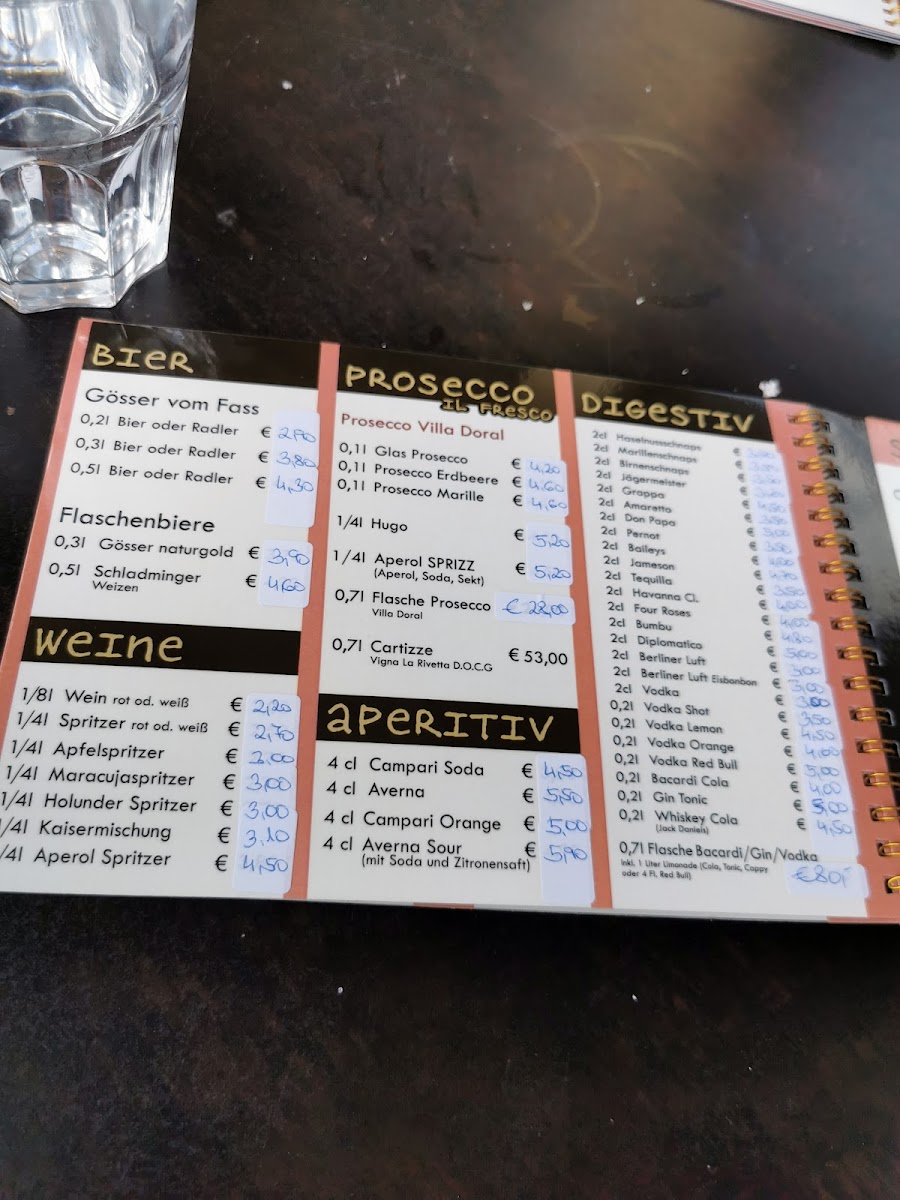 BIER
Gösser vom Fass
0,2l Bier oder Radler €
0,3l Bier oder Radler € 3,80
0,5l Bier oder Radler € 4,30
Flaschenbiere
0,3l Gösser naturgold € 3,90
0,5l Schladminger € 4,60
Weizen
WEINE
1/8l Wein rot od. weiß € 2,20
1/4l Spritzer rot od. weiß € 2,70
1/4l Apfelspritzer € 3,00
1/4l Maracujaspritzer € 3,00
1/4l Holunder Spritzer € 3,00
1/4l Kaisermischung € 3,10
1/4l Aperol Spritzer € 4,50
PROSECCO
IL FRESCO
Prosecco Villa Doral
0,1l Glas Prosecco € 4,20
0,1l Prosecco Erdbeere € 4,60
0,1l Prosecco Marille € 4,60
1/4l Hugo € 5,20
1/4l Aperol SPRIZZ € 5,20
(Aperol, Soda, Sekt)
0,7l Flasche Prosecco € 22,00
Villa Doral
0,7l Cartizze € 53,00
Vigna La Rivetta D.O.C.G
APERITIV
4 cl Campari Soda € 4,50
4 cl Averna € 5,50
4 cl Campari Orange € 5,00
4 cl Averna Sour € 5,90
(mit Soda und Zitronensaft)
DIGESTIV
2cl Haselnussschnaps €
2cl Marillenschnaps €
2cl Birnenschnaps €
2cl Jägermeister €
2cl Grappa €
2cl Amaretto €
2cl Don Papa €
2cl Pernot €
2cl Baileys €
2cl Jameson €
2cl Tequilla €
2cl Havanna Cl. € 3,50
2cl Four Roses € 4,00
2cl Bumbu € 4,00
2cl Diplomatico €
2cl Berliner Luft €
2cl Berliner Luft Eisbonbon € 3,00
2cl Vodka € 3,00
0,2l Vodka Shot €
0,2l Vodka Lemon € 3,50
0,2l Vodka Orange € 4,50
0,2l Vodka Red Bull €
0,2l Bacardi Cola € 5,00
0,2l Gin Tonic € 5,00
0,2l Whiskey Cola € 4,50
(Jack Daniels)
0,7l Flasche Bacardi/Gin/Vodka
inkl. 1 Liter Limonade (Cola, Tonic, Cappy € 80,-
oder 4 Fl. Red Bull)